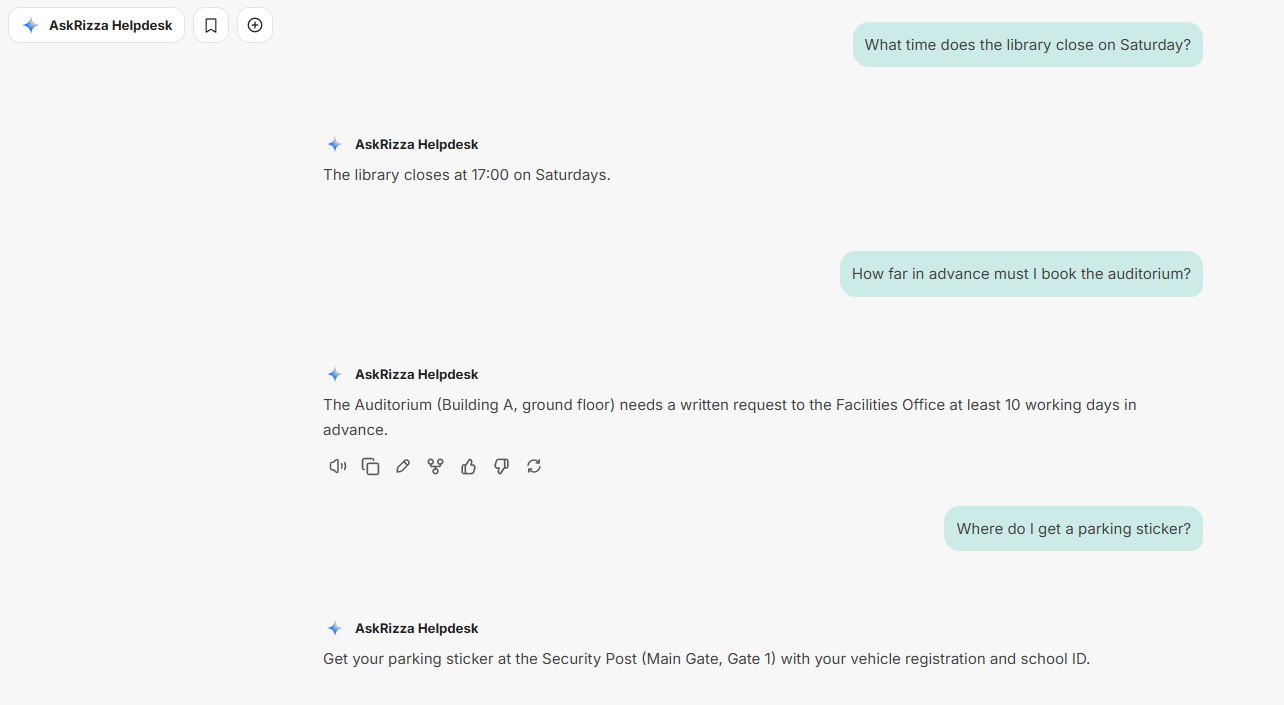 AskRizza Helpdesk
What time does the library close on Saturday?
AskRizza Helpdesk
The library closes at 17:00 on Saturdays.
How far in advance must I book the auditorium?
AskRizza Helpdesk
The Auditorium (Building A, ground floor) needs a written request to the Facilities Office at least 10 working days in
advance.
Where do I get a parking sticker?
AskRizza Helpdesk
Get your parking sticker at the Security Post (Main Gate, Gate 1) with your vehicle registration and school ID.